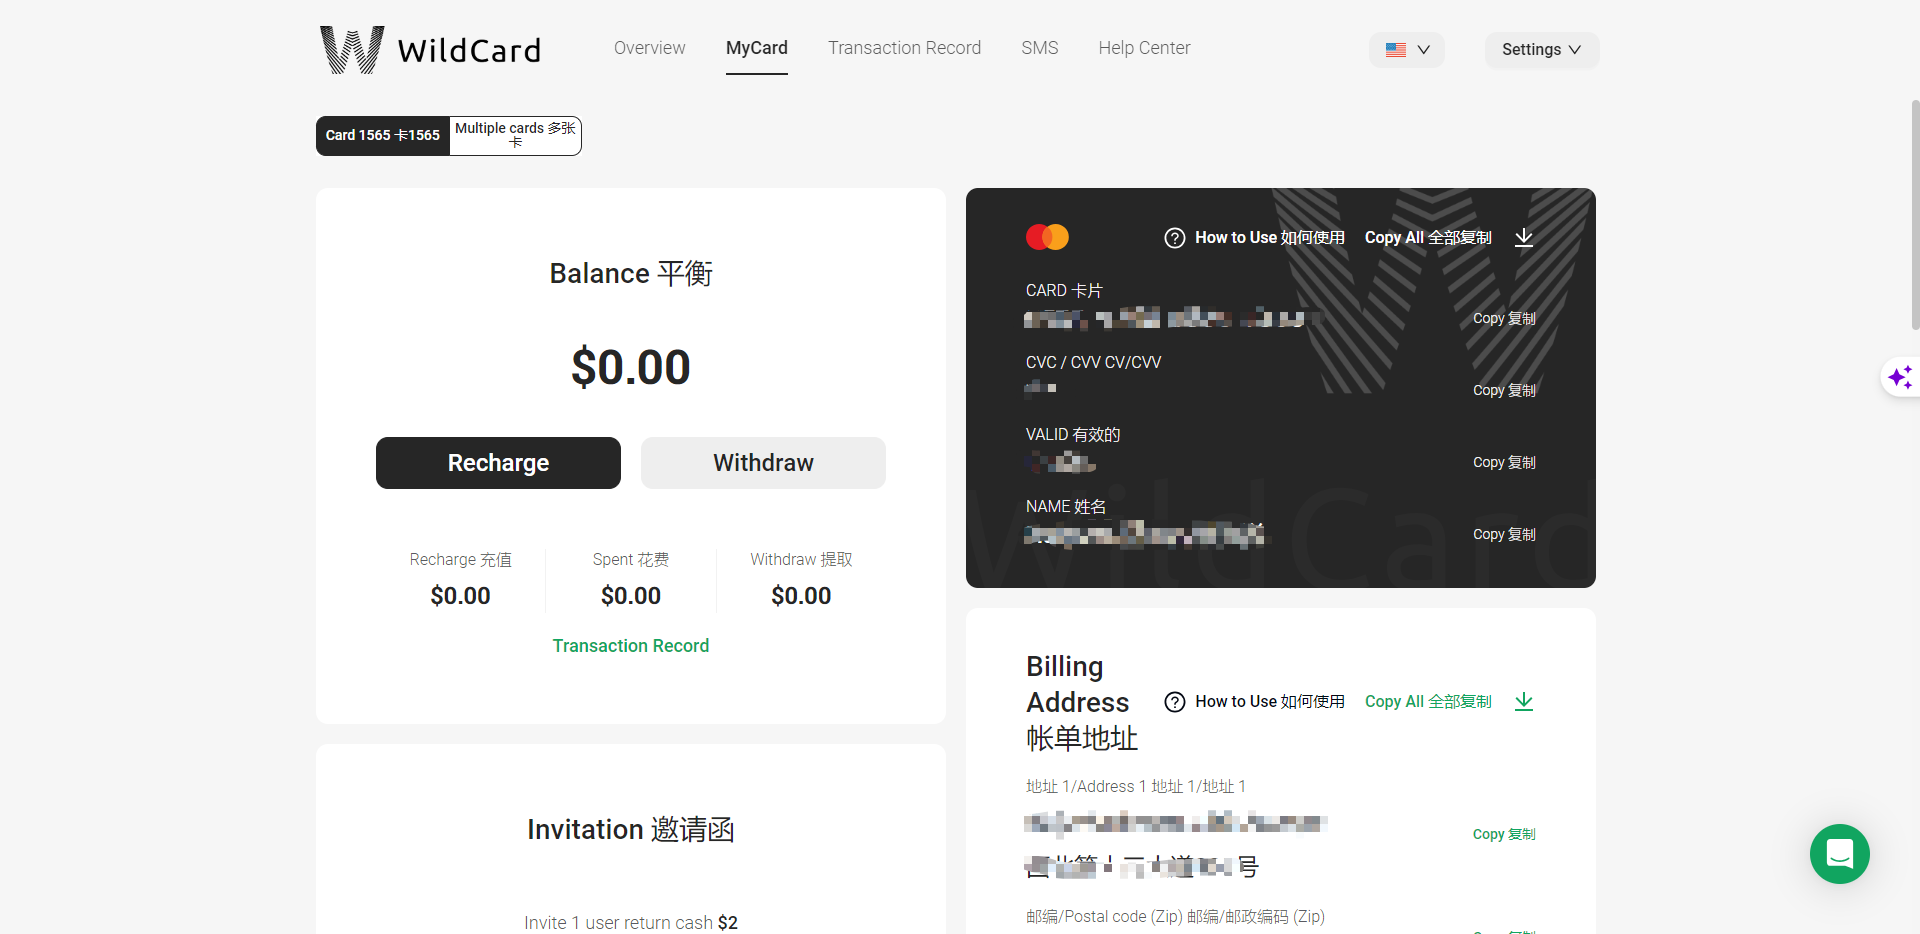 WildCard
Overview
MyCard
Transaction Record
SMS
Help Center
Settings
Card 1565 卡1565
Multiple cards 多张
卡
Balance 平衡
$0.00
Recharge
Withdraw
Recharge 充值
Spent 花费
Withdraw 提取
$0.00
$0.00
$0.00
Transaction Record
Invitation 邀请函
Invite 1 user return cash $2
How to Use 如何使用
Copy All 全部复制
CARD 卡片
Copy 复制
CVC / CVV CV/CVV
Copy 复制
VALID 有效的
Copy 复制
NAME 姓名
Copy 复制
WildCard
Billing
Address
帐单地址
How to Use 如何使用
Copy All 全部复制
地址 1/Address 1 地址 1/地址 1
Copy 复制
号
邮编/Postal code (Zip) 邮编/邮政编码 (Zip)